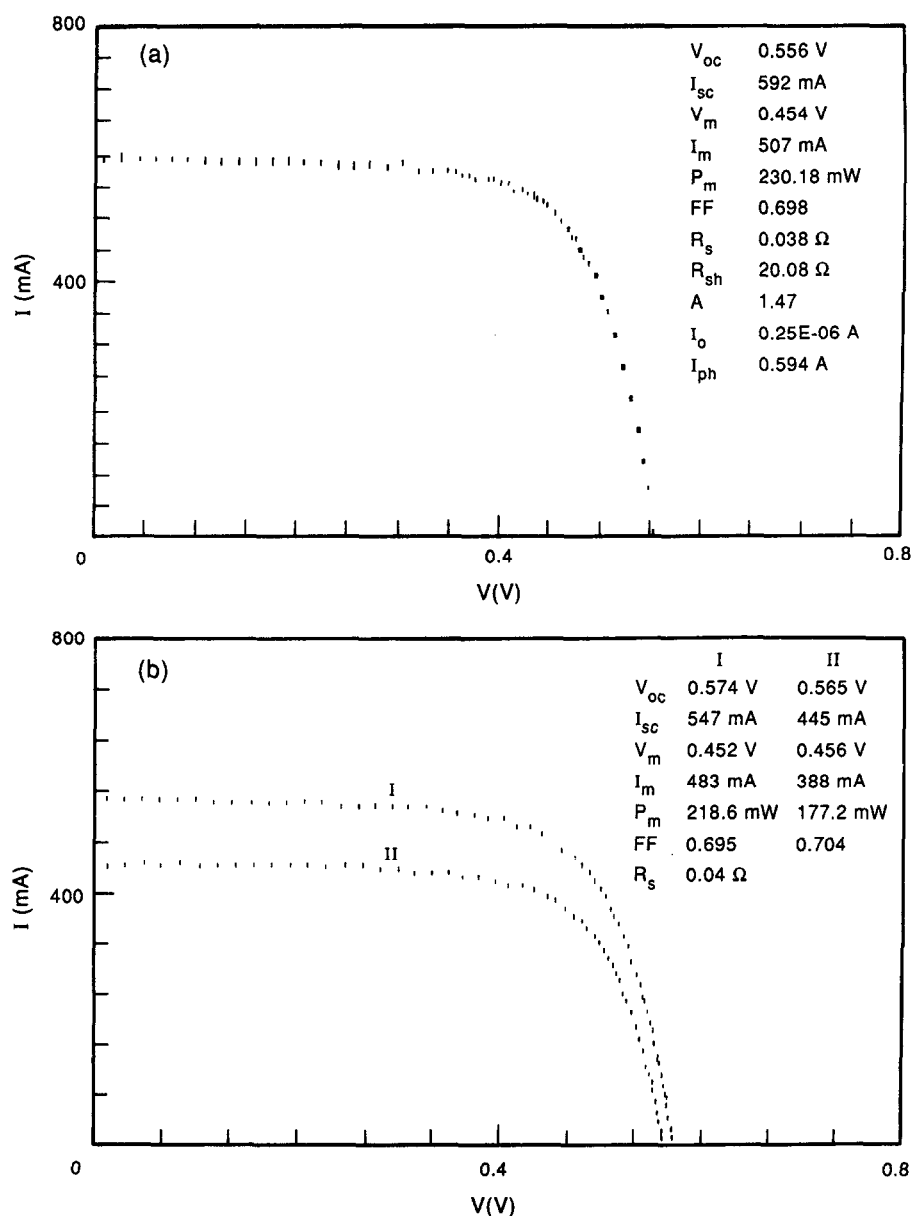 800
(a)
V_oc 0.556 V
I_sc 592 mA
V_m 0.454 V
I_m 507 mA
P_m 230.18 mW
FF 0.698
R_s 0.038 Ω
R_sh 20.08 Ω
A 1.47
I_o 0.25E-06 A
I_ph 0.594 A
400
I (mA)
0 0.4 0.8
V(V)
800
(b)
I II
V_oc 0.574 V 0.565 V
I_sc 547 mA 445 mA
V_m 0.452 V 0.456 V
I_m 483 mA 388 mA
P_m 218.6 mW 177.2 mW
FF 0.695 0.704
R_s 0.04 Ω
I
II
400
I (mA)
0 0.4 0.8
V(V)